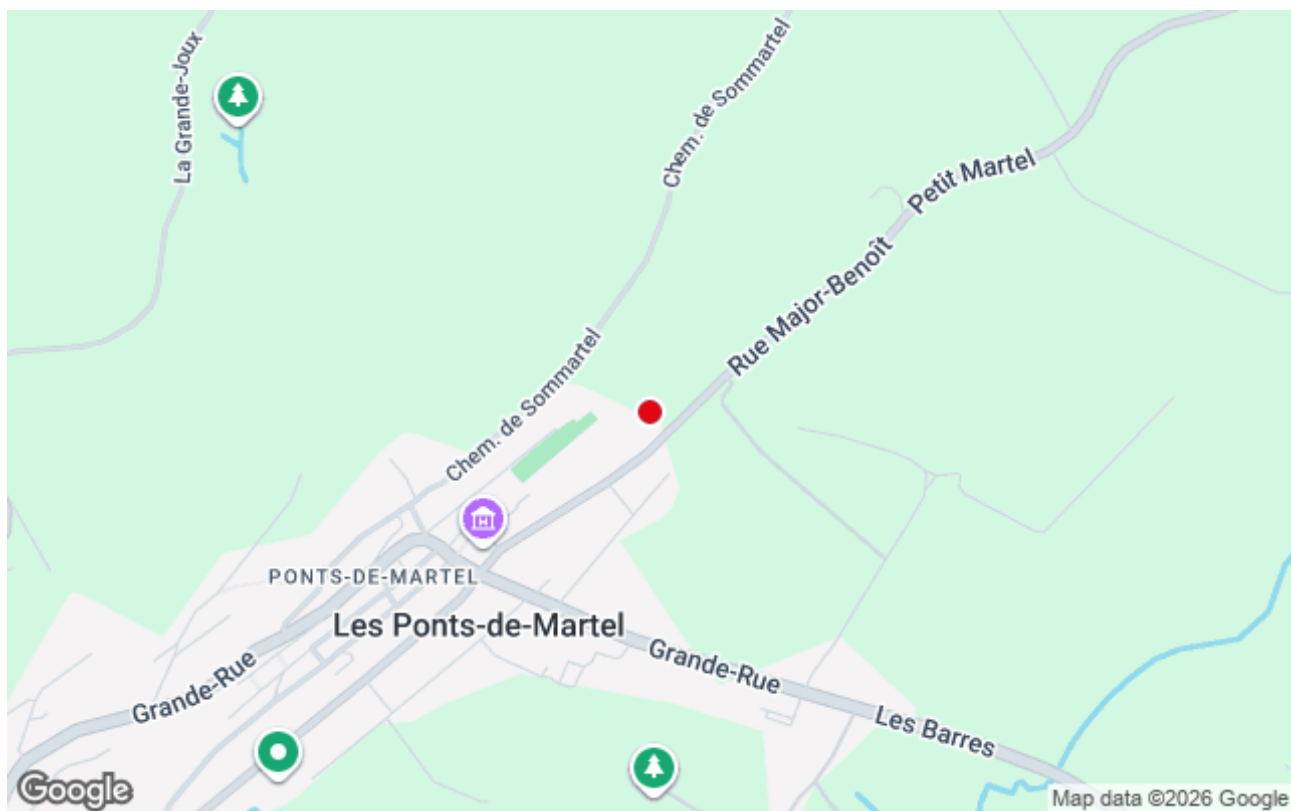 La Grande-Joux
Chem. de Sommartel
Petit Martel
Rue Major-Benoît
Chem. de Sommartel
PONTS-DE-MARTEL
Les Ponts-de-Martel
Grande-Rue
Grande-Rue
Les Barres
Google
Map data ©2026 Google